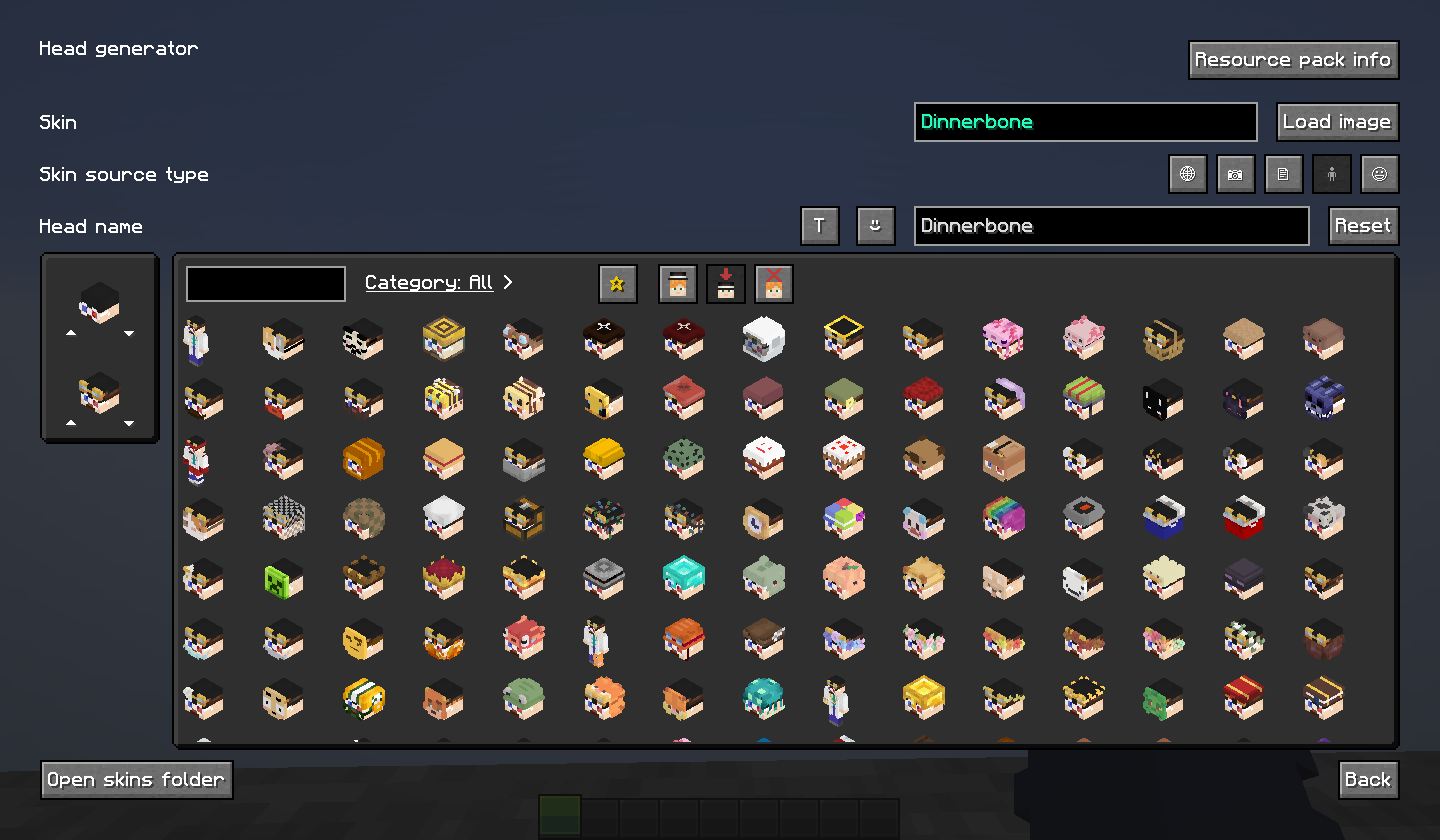 Head generator
Resource pack info
Skin
Dinnerbone
Load image
Skin source type
Head name
T
Dinnerbone
Reset
Category: All >
Open skins folder
Back